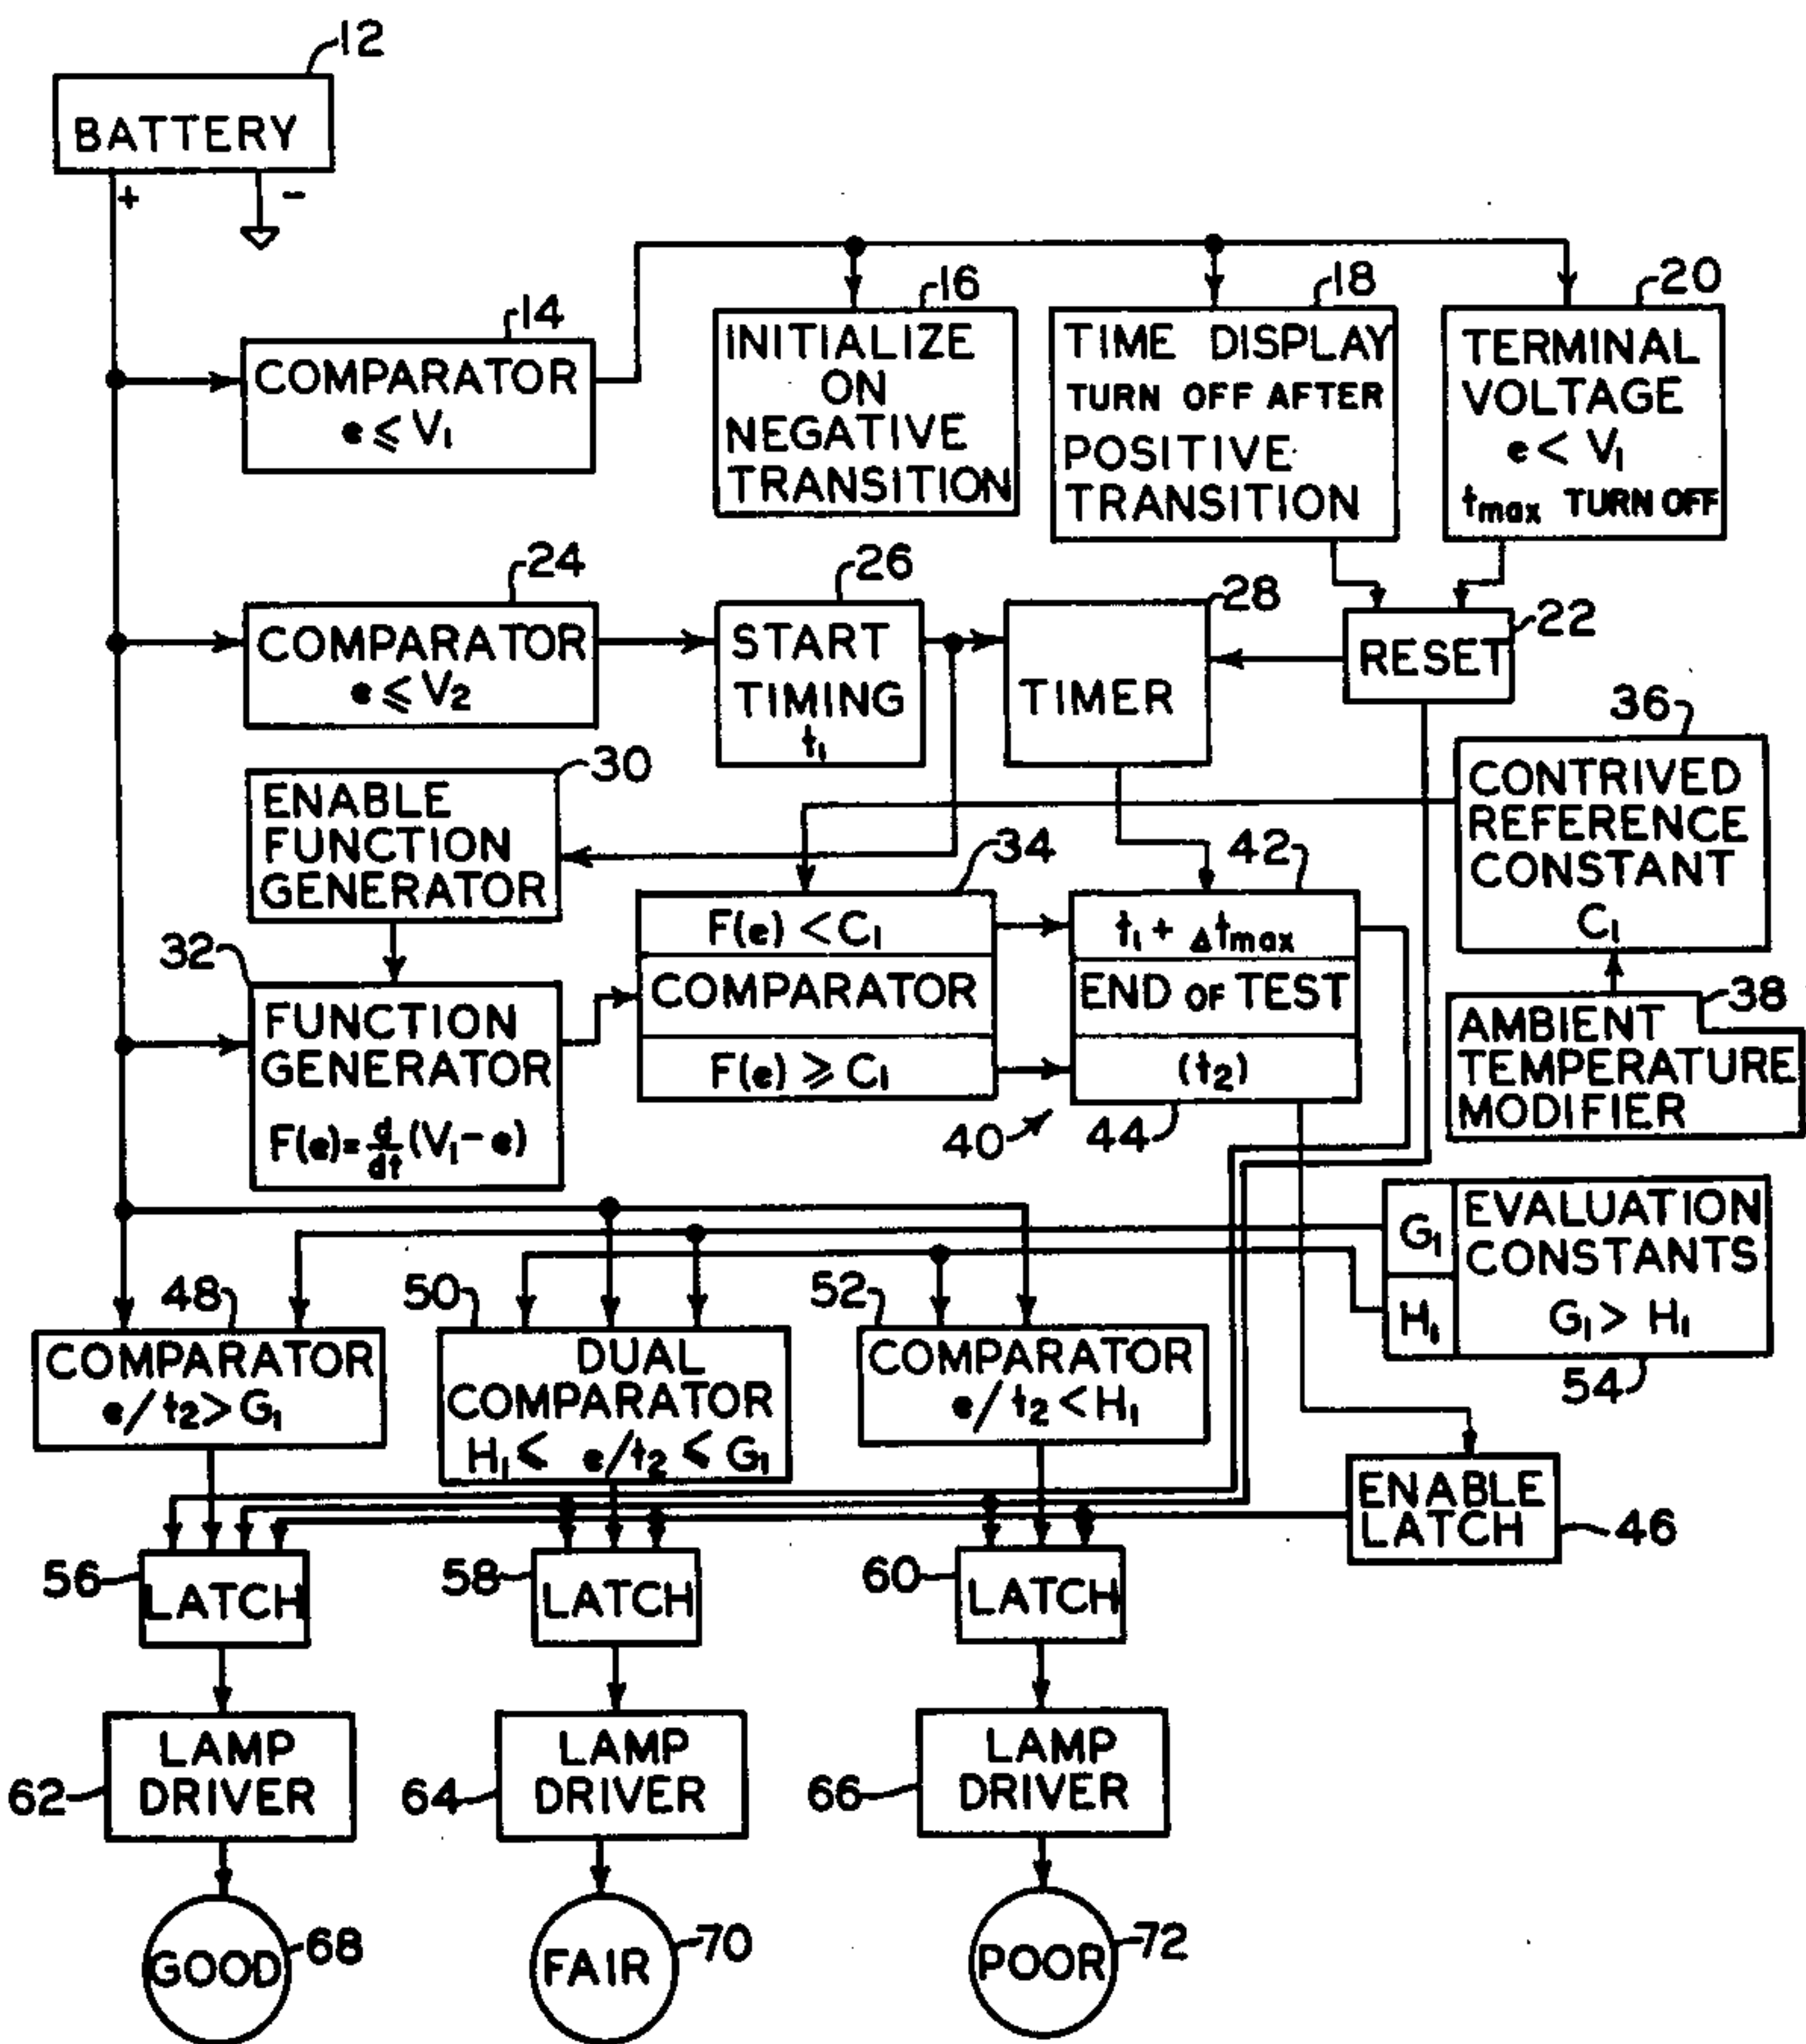 12
BATTERY
+ -
14
COMPARATOR
e ⩽ V₁
16
INITIALIZE
ON
NEGATIVE
TRANSITION
18
TIME DISPLAY
TURN OFF AFTER
POSITIVE
TRANSITION
20
TERMINAL
VOLTAGE
e < V₁
tmax TURN OFF
22
RESET
24
COMPARATOR
e ⩽ V₂
26
START
TIMING
t₁
28
TIMER
30
ENABLE
FUNCTION
GENERATOR
32
FUNCTION
GENERATOR
F(e) = d/dt (V₁ - e)
34
F(e) < C₁
COMPARATOR
F(e) ⩾ C₁
36
CONTRIVED
REFERENCE
CONSTANT
C₁
38
AMBIENT
TEMPERATURE
MODIFIER
40
42
t₁ + Δtmax
END OF TEST
(t₂)
44
G₁
H₁
EVALUATION
CONSTANTS
G₁ > H₁
54
48
COMPARATOR
e/t₂ > G₁
50
DUAL
COMPARATOR
H₁ ⩽ e/t₂ ⩽ G₁
52
COMPARATOR
e/t₂ < H₁
ENABLE
LATCH
46
56
LATCH
58
LATCH
60
LATCH
62
LAMP
DRIVER
64
LAMP
DRIVER
66
LAMP
DRIVER
GOOD
68
FAIR
70
POOR
72